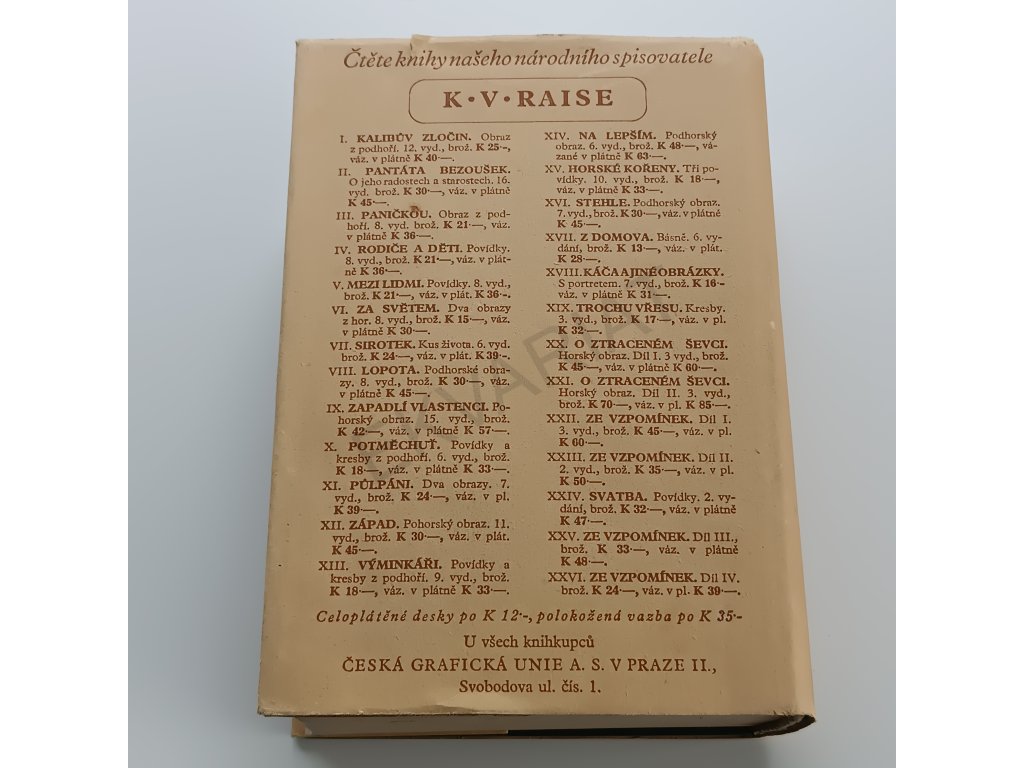 Čtěte knihy našeho národního spisovatele
K·V·RAISE
I. KALIBŮV ZLOČIN. Obraz
z podhoří. 12. vyd., brož. K 25·-,
váz. v plátně K 40·—.
II. PANTÁTA BEZOUŠEK.
O jeho radostech a starostech. 16.
vyd. brož. K 30·—, váz. v plátně
K 45·—.
III. PANIČKOU. Obraz z pod-
hoří. 8. vyd. brož. K 21·—, váz.
v plátně K 36·—.
IV. RODIČE A DĚTI. Povídky.
8. vyd., brož. K 21·—, váz. v plát-
ně K 36·—.
V. MEZI LIDMI. Povídky. 8. vyd.,
brož. K 21·—, váz. v plát. K 36·-.
VI. ZA SVĚTEM. Dva obrazy
z hor. 8. vyd., brož. K 15·—, váz.
v plátně K 30·—.
VII. SIROTEK. Kus života. 6. vyd.
brož. K 24·—, váz. v plát. K 39·-.
VIII. LOPOTA. Podhorské obra-
zy. 8. vyd., brož. K 30·—, váz.
v plátně K 45·—.
IX. ZAPADLÍ VLASTENCI. Po-
horský obraz. 15. vyd., brož.
K 42·—, váz. v plátně K 57·—.
X. POTMĚCHUŤ. Povídky a
kresby z podhoří. 6. vyd., brož.
K 18·—, váz. v plátně K 33·—.
XI. PŮLPÁNI. Dva obrazy. 7.
vyd., brož. K 24·—, váz. v pl.
K 39·—.
XII. ZÁPAD. Pohorský obraz. 11.
vyd., brož. K 30·—, váz. v plát.
K 45·—.
XIII. VÝMINKÁŘI. Povídky a
kresby z podhoří. 9. vyd., brož.
K 18·—, váz. v plátně K 33·—.
XIV. NA LEPŠÍM. Podhorský
obraz. 6. vyd., brož. K 48·—, vá-
zané v plátně K 63·—.
XV. HORSKÉ KOŘENY. Tři po-
vídky. 10. vyd., brož. K 18·—,
váz. v plátně K 33·—.
XVI. STEHLE. Podhorský obraz.
7. vyd., brož. K 30·—, váz. v plátně
K 45·—.
XVII. Z DOMOVA. Básně. 6. vy-
dání, brož. K 13·—, váz. v plát.
K 28·—.
XVIII. KÁČA A JINÉ OBRÁZKY.
S portretem. 7. vyd., brož. K 16·-
váz. v plátně K 31·—.
XIX. TROCHU VŘESU. Kresby.
3. vyd., brož. K 17·—, váz. v pl.
K 32·—.
XX. O ZTRACENÉM ŠEVCI.
Horský obraz. Díl I. 3 vyd., brož.
K 45·—, váz. v plátně K 60·—.
XXI. O ZTRACENÉM ŠEVCI.
Horský obraz. Díl II. 3. vyd.,
brož. K 70·—, váz. v pl. K 85·—.
XXII. ZE VZPOMÍNEK. Díl I.
3. vyd., brož. K 45·—, váz. v pl.
K 60·—.
XXIII. ZE VZPOMÍNEK. Díl II.
2. vyd., brož. K 35·—, váz. v pl.
K 50·—.
XXIV. SVATBA. Povídky. 2. vy-
dání, brož. K 32·—, váz. v plátně
K 47·—.
XXV. ZE VZPOMÍNEK. Díl III.,
brož. K 33·—, váz. v plátně
K 48·—.
XXVI. ZE VZPOMÍNEK. Díl IV.
brož. K 24·—, váz. v pl. K 39·—.
Celoplátěné desky po K 12·-, polokožená vazba po K 35·-
U všech knihkupců
ČESKÁ GRAFICKÁ UNIE A. S. V PRAZE II.,
Svobodova ul. čís. 1.